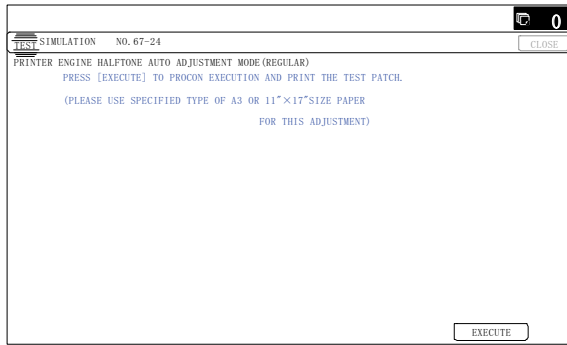 0
TEST SIMULATION NO. 67-24
CLOSE
PRINTER ENGINE HALFTONE AUTO ADJUSTMENT MODE(REGULAR)
PRESS [EXECUTE] TO PROCON EXECUTION AND PRINT THE TEST PATCH.
(PLEASE USE SPECIFIED TYPE OF A3 OR 11″×17″SIZE PAPER
FOR THIS ADJUSTMENT)
EXECUTE